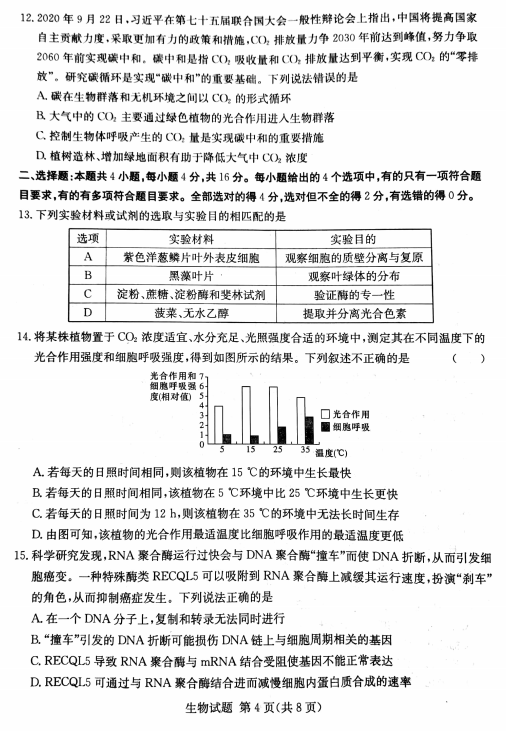 12. 2020 年 9 月 22 日,习近平在第七十五届联合国大会一般性辩论会上指出,中国将提高国家
自主贡献力度,采取更加有力的政策和措施,CO₂ 排放量力争 2030 年前达到峰值,努力争取
2060 年前实现碳中和。碳中和是指 CO₂ 吸收量和 CO₂ 排放量达到平衡,实现 CO₂ 的“零排
放”。研究碳循环是实现“碳中和”的重要基础。下列说法错误的是
A. 碳在生物群落和无机环境之间以 CO₂ 的形式循环
B. 大气中的 CO₂ 主要通过绿色植物的光合作用进入生物群落
C. 控制生物体呼吸产生的 CO₂ 量是实现碳中和的重要措施
D. 植树造林、增加绿地面积有助于降低大气中 CO₂ 浓度
二、选择题:本题共 4 小题,每小题 4 分,共 16 分。每小题给出的 4 个选项中,有的只有一项符合题
目要求,有的有多项符合题目要求。全部选对的得 4 分,选对但不全的得 2 分,有选错的得 0 分。
13. 下列实验材料或试剂的选取与实验目的相匹配的是
选项 实验材料 实验目的
A 紫色洋葱鳞片叶外表皮细胞 观察细胞的质壁分离与复原
B 黑藻叶片 观察叶绿体的分布
C 淀粉、蔗糖、淀粉酶和斐林试剂 验证酶的专一性
D 菠菜、无水乙醇 提取并分离光合色素
14. 将某株植物置于 CO₂ 浓度适宜、水分充足、光照强度合适的环境中,测定其在不同温度下的
光合作用强度和细胞呼吸强度,得到如图所示的结果。下列叙述不正确的是 ( )
光合作用和
细胞呼吸强
度(相对值)
7
6
5
4
3
2
1
0
5 15 25 35 温度(℃)
光合作用
细胞呼吸
A. 若每天的日照时间相同,则该植物在 15 ℃的环境中生长最快
B. 若每天的日照时间相同,该植物在 5 ℃环境中比 25 ℃环境中生长更快
C. 若每天的日照时间为 12 h,则该植物在 35 ℃的环境中无法长时间生存
D. 由图可知,该植物的光合作用最适温度比细胞呼吸作用的最适温度更低
15. 科学研究发现,RNA 聚合酶运行过快会与 DNA 聚合酶“撞车”而使 DNA 折断,从而引发细
胞癌变。一种特殊酶类 RECQL5 可以吸附到 RNA 聚合酶上减缓其运行速度,扮演“刹车”
的角色,从而抑制癌症发生。下列说法正确的是
A. 在一个 DNA 分子上,复制和转录无法同时进行
B. “撞车”引发的 DNA 折断可能损伤 DNA 链上与细胞周期相关的基因
C. RECQL5 导致 RNA 聚合酶与 mRNA 结合受阻使基因不能正常表达
D. RECQL5 可通过与 RNA 聚合酶结合进而减慢细胞内蛋白质合成的速率
生物试题 第 4 页(共 8 页)